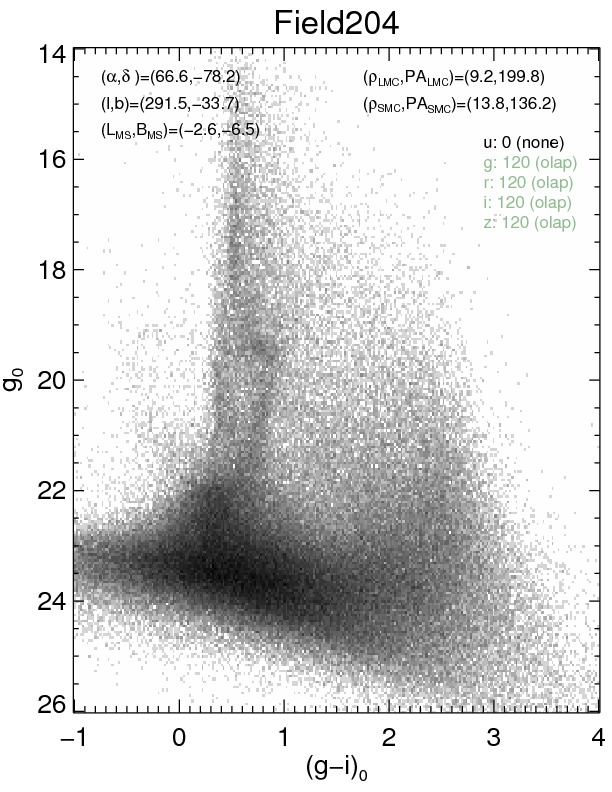 Field204
(α,δ)=(66.6,−78.2)
(ρLMC,PALMC)=(9.2,199.8)
(l,b)=(291.5,−33.7)
(ρSMC,PASMC)=(13.8,136.2)
(LMS,BMS)=(−2.6,−6.5)
u: 0 (none)
g: 120 (olap)
r: 120 (olap)
i: 120 (olap)
z: 120 (olap)
14
16
18
20
22
24
26
g0
−1 0 1 2 3 4
(g−i)0